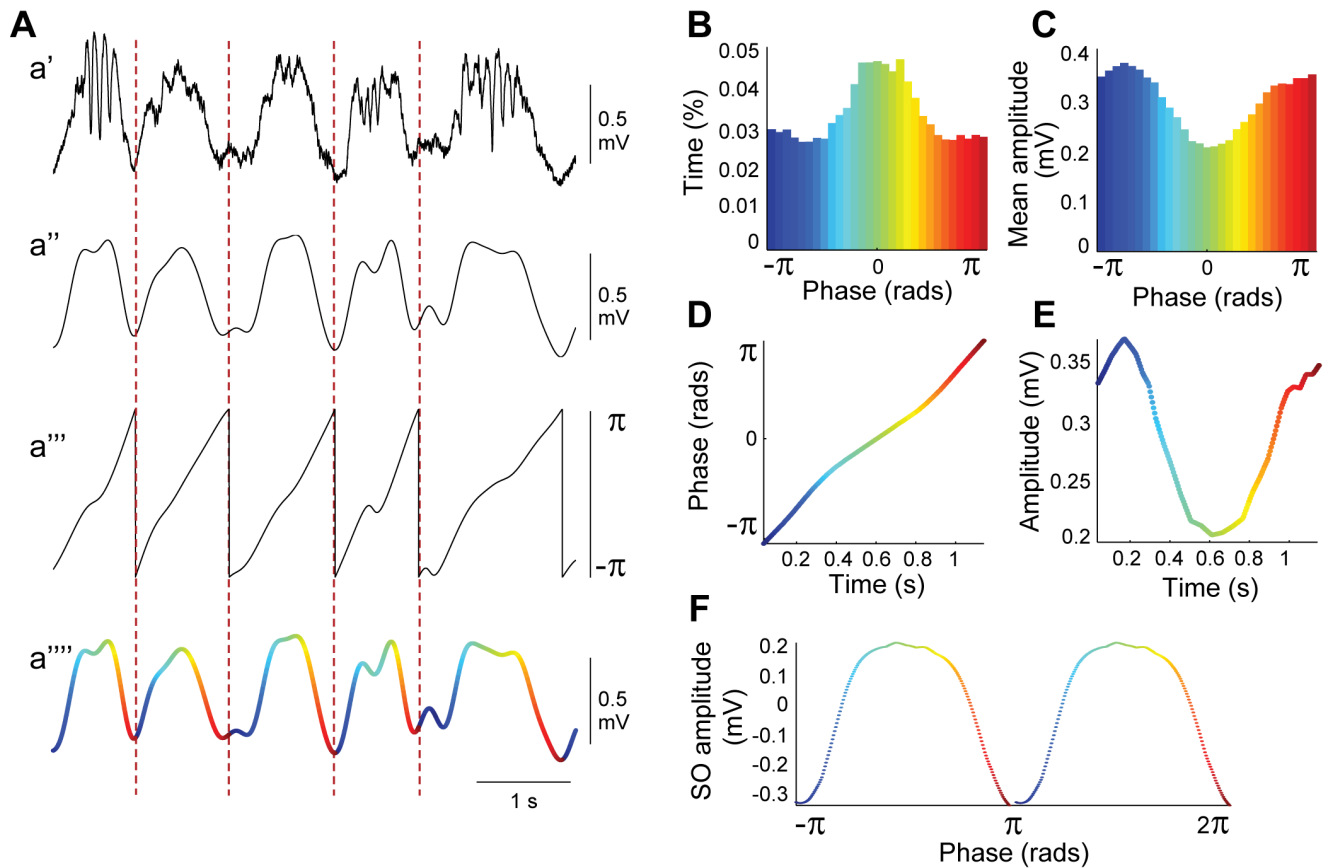 A
a'
0.5
mV
a''
0.5
mV
a'''
π
-π
a''''
0.5
mV
1 s
B
Time (%)
0.05
0.04
0.03
0.02
0.01
0
-π
0
π
Phase (rads)
C
Mean amplitude
(mV)
0.4
0.3
0.2
0.1
0
-π
0
π
Phase (rads)
D
Phase (rads)
π
0
-π
0.2 0.4 0.6 0.8 1
Time (s)
E
Amplitude (mV)
0.35
0.3
0.25
0.2
0.2 0.4 0.6 0.8 1
Time (s)
F
SO amplitude
(mV)
0.2
0.1
0
-0.1
-0.2
-0.3
-π
π
2π
Phase (rads)